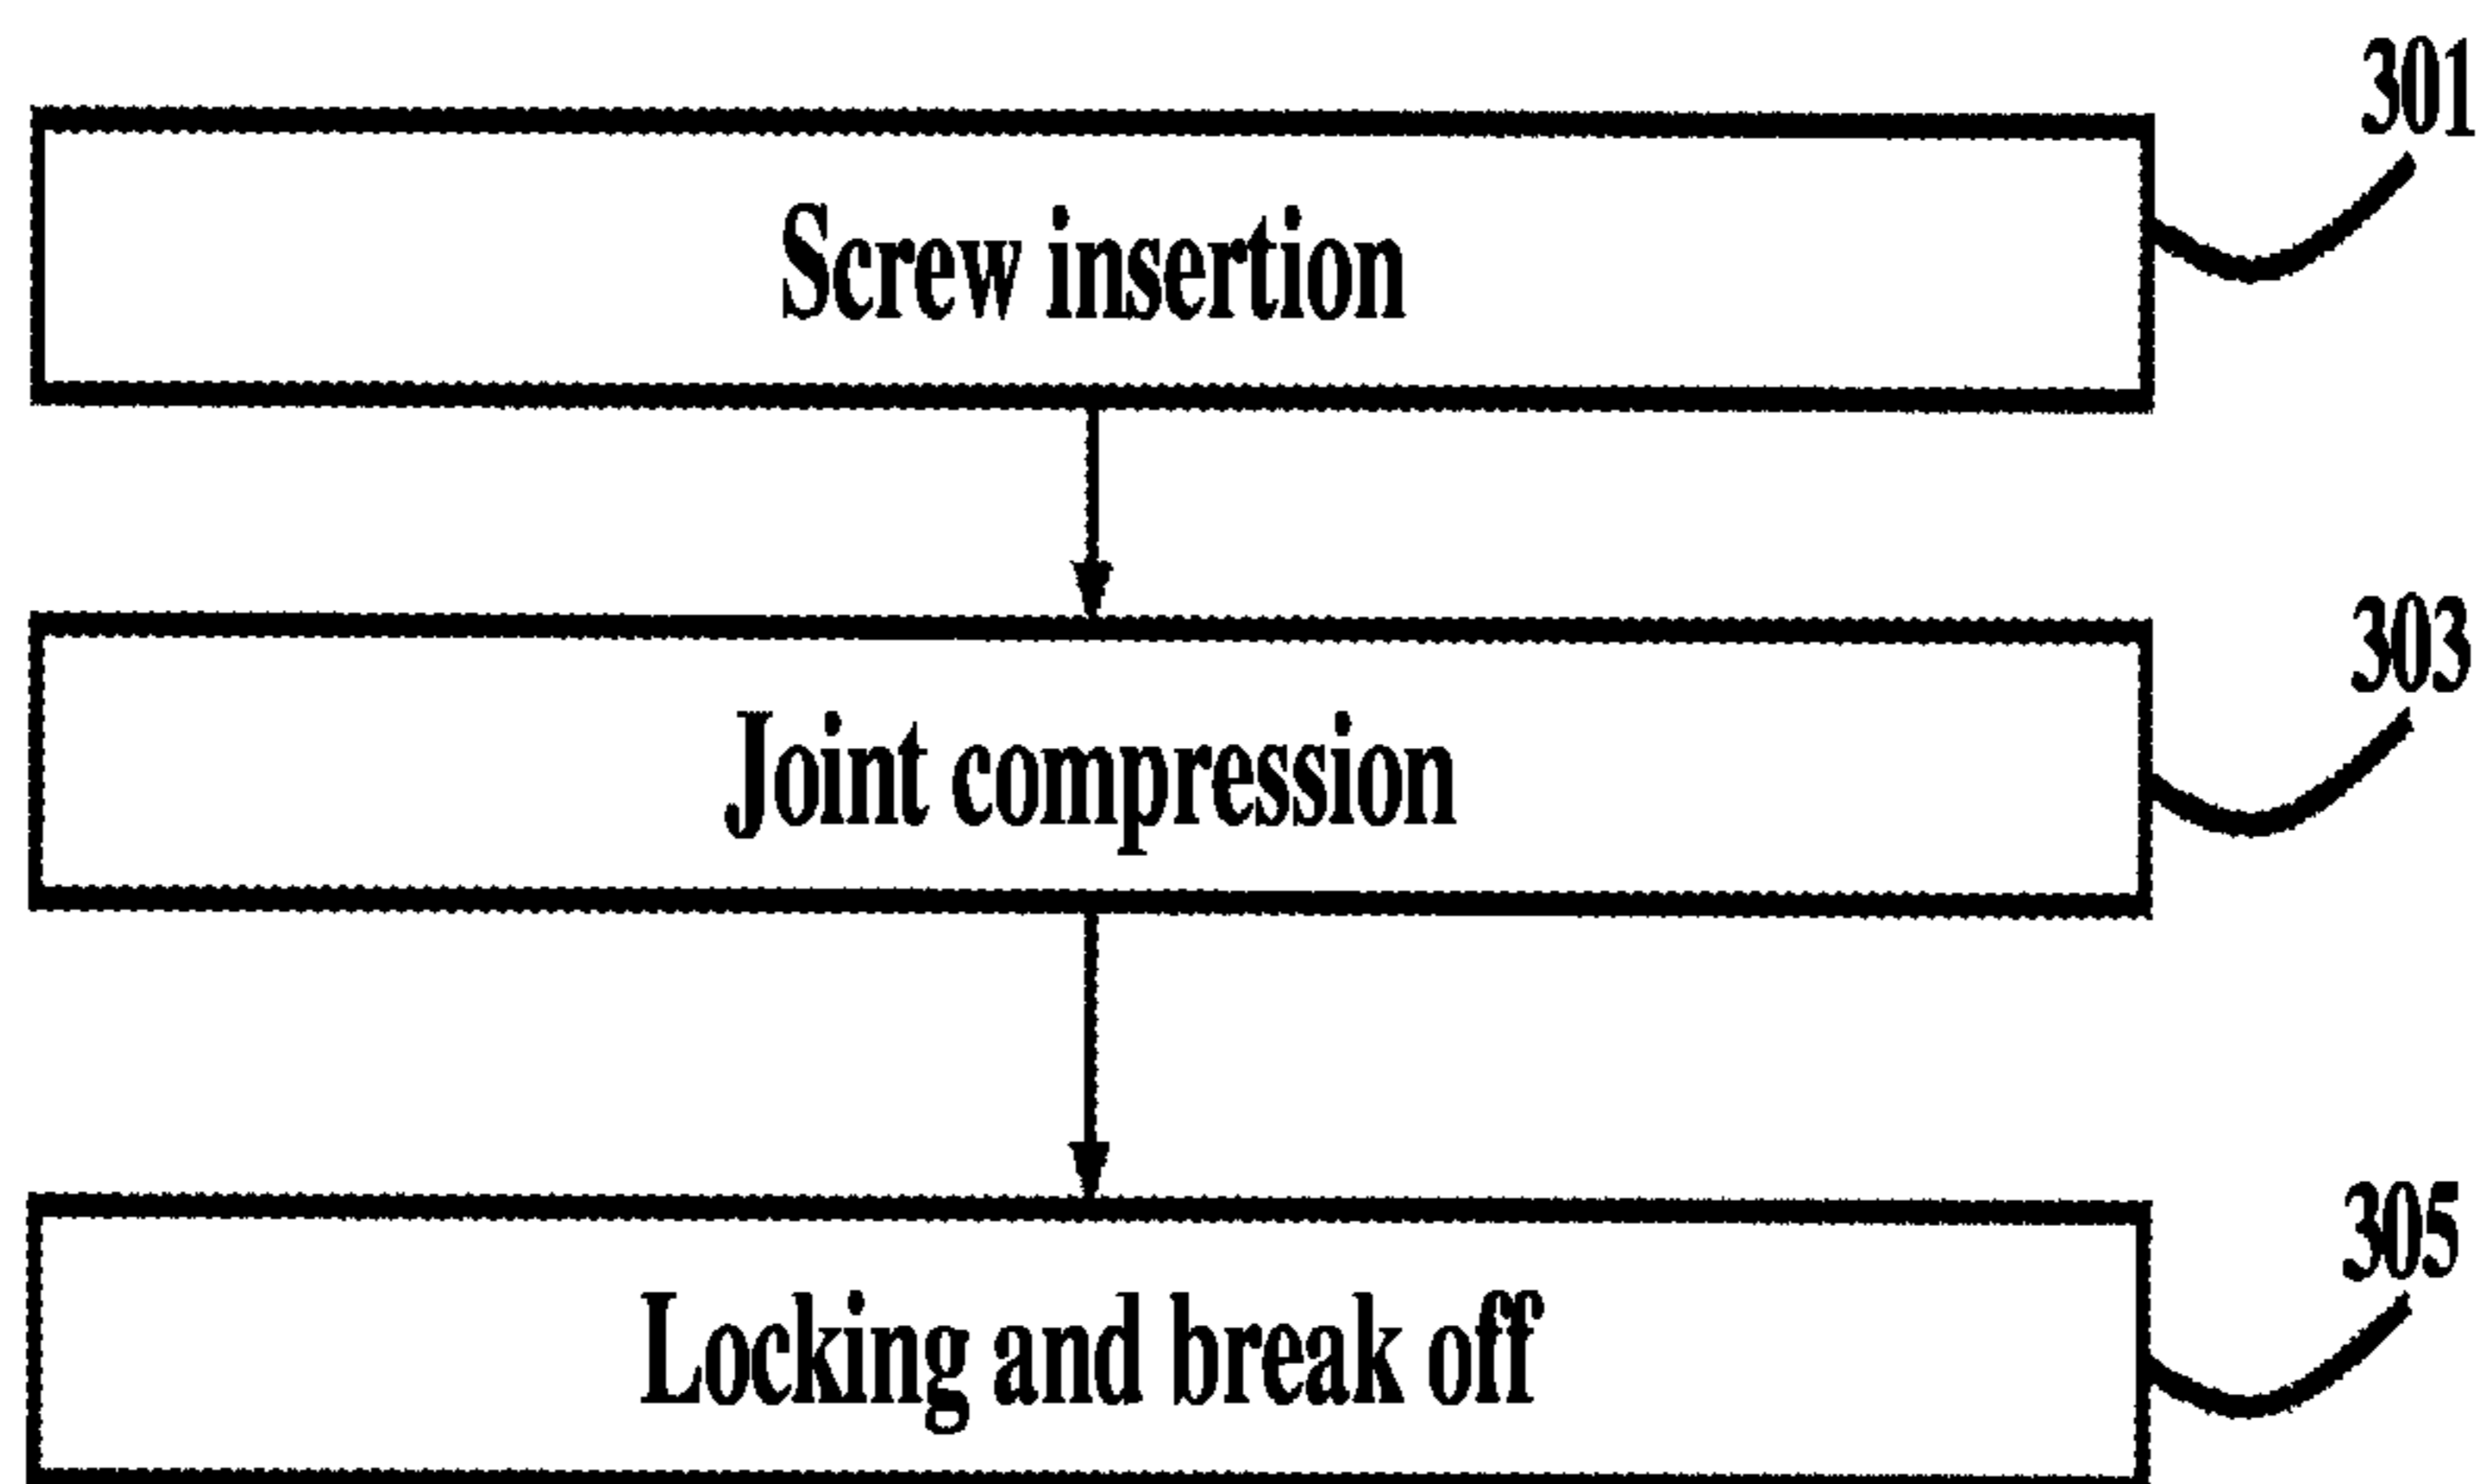 301
Screw insertion
303
Joint compression
305
Locking and break off